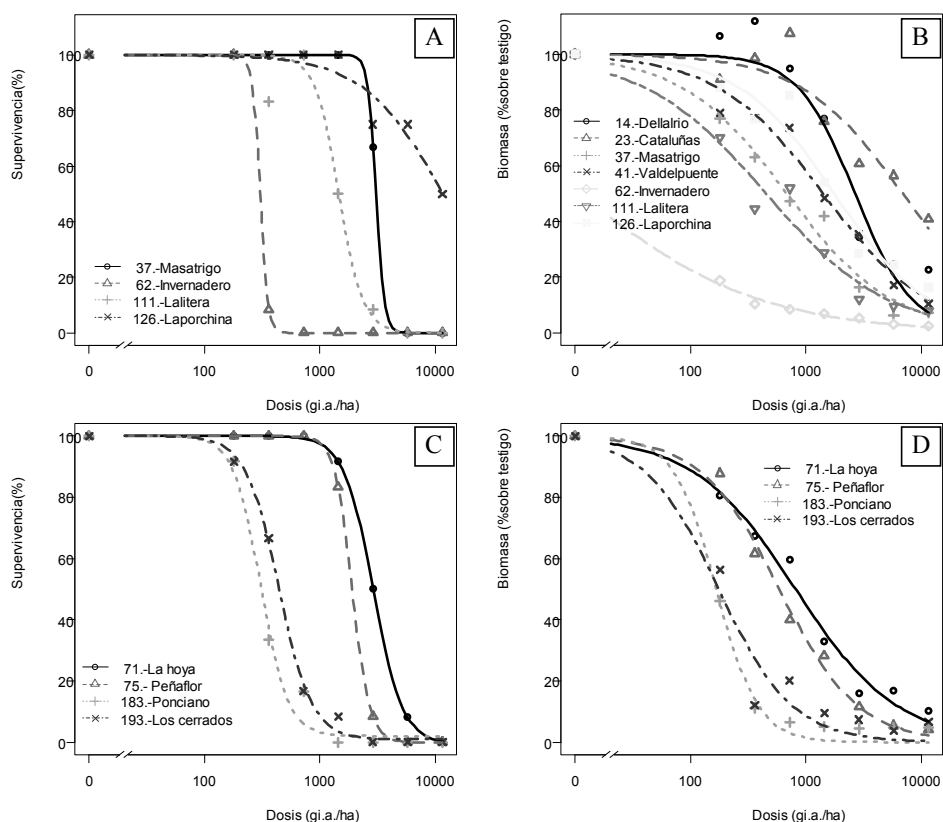 A
Supervivencia(%)
100
80
60
40
20
0
37.-Masatrigo
62.-Invernadero
111.-Lalitera
126.-Laporchina
0 100 1000 10000
Dosis (gi.a./ha)
B
Biomasa (%sobre testigo)
100
80
60
40
20
0
14.-Dellalrio
23.-Cataluñas
37.-Masatrigo
41.-Valdelpuente
62.-Invernadero
111.-Lalitera
126.-Laporchina
0 100 1000 10000
Dosis (gi.a./ha)
C
Supervivencia(%)
100
80
60
40
20
0
71.-La hoya
75.- Peñaflor
183.-Ponciano
193.-Los cerrados
0 100 1000 10000
Dosis (gi.a./ha)
D
Biomasa (%sobre testigo)
100
80
60
40
20
0
71.-La hoya
75.- Peñaflor
183.-Ponciano
193.-Los cerrados
0 100 1000 10000
Dosis (gi.a./ha)